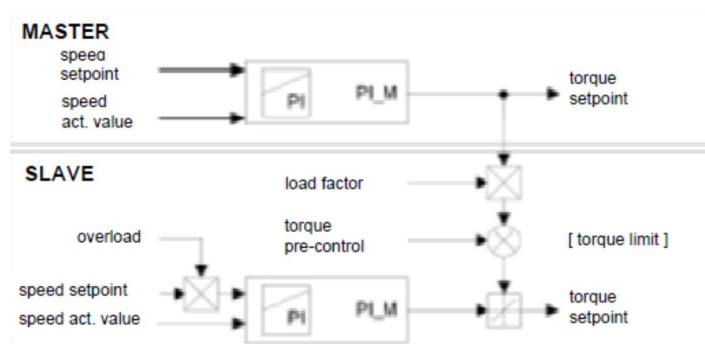 MASTER
speed
setpoint
PI
PI_M
torque
setpoint
speed
act. value
SLAVE
load factor
torque
pre-control
[ torque limit ]
overload
speed setpoint
speed act. value
PI
PI_M
torque
setpoint